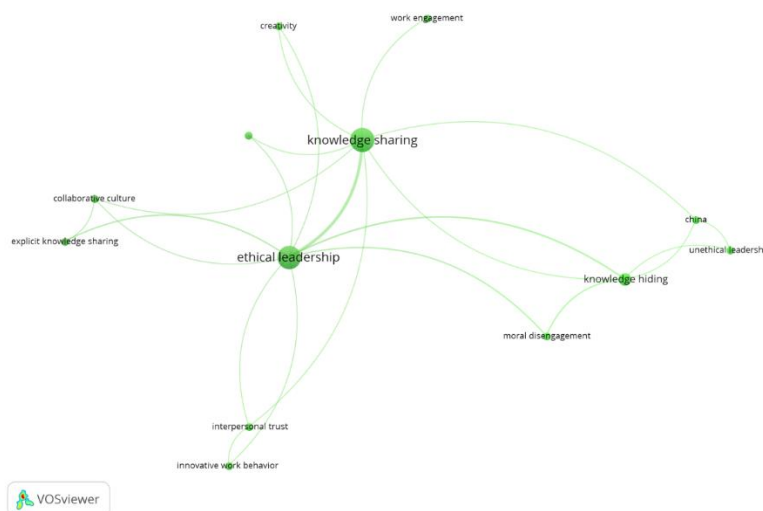 work engagement
creativity
knowledge sharing
collaborative culture
china
explicit knowledge sharing
unethical leadersh
ethical leadership
knowledge hiding
moral disengagement
interpersonal trust
innovative work behavior
VOSviewer